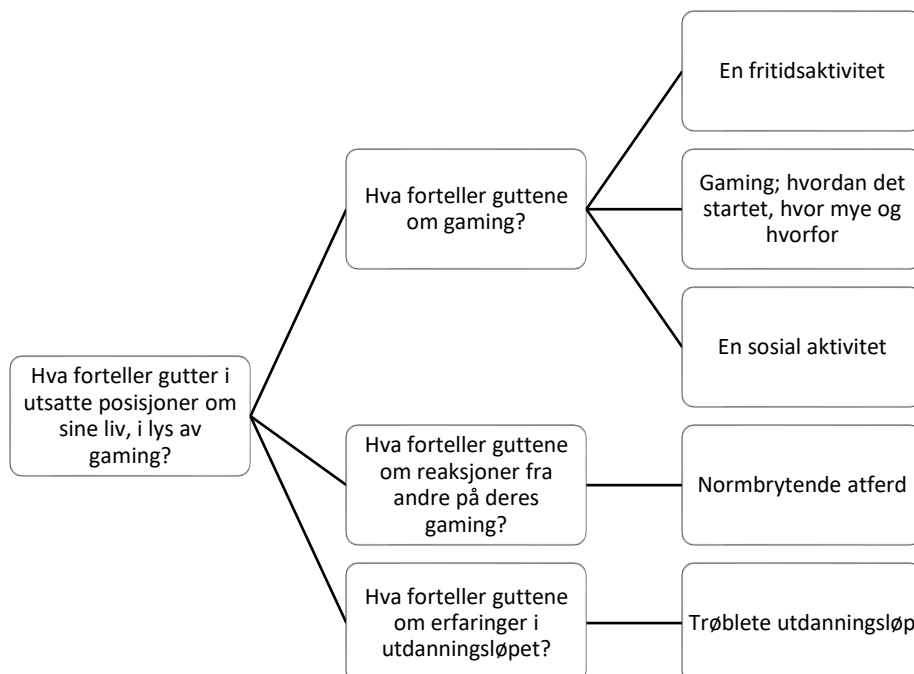 Hva forteller gutter i
utsatte posisjoner om
sine liv, i lys av
gaming?
Hva forteller guttene
om gaming?
En fritidsaktivitet
Gaming; hvordan det
startet, hvor mye og
hvorfor
En sosial aktivitet
Hva forteller guttene
om reaksjoner fra
andre på deres
gaming?
Normbrytende atferd
Hva forteller guttene
om erfaringer i
utdanningsløpet?
Trøblete utdanningsløp